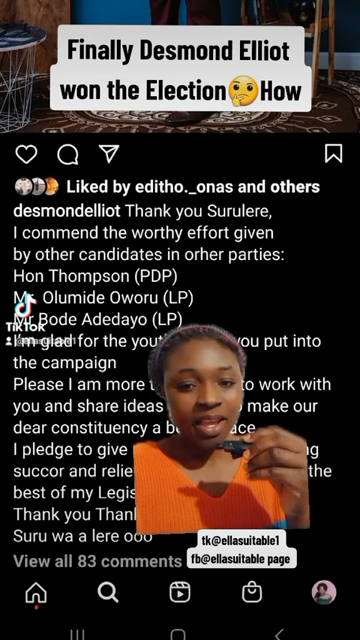 Finally Desmond Elliot
won the Election🤔How
Liked by editho._onas and others
desmondelliot Thank you Surulere,
I commend the worthy effort given
by other candidates in orher parties:
Hon Thompson (PDP)
Mr. Olumide Oworu (LP)
Mr Bode Adedayo (LP)
TikTok
I'm glad for the you you put into
the campaign
Please I am more to work with
you and share ideas make our
dear constituency a
I pledge to give
succor and the
best of my
Thank you
Suru wa a lere ooo
tk@ellasuitable1
fb@ellasuitable page
View all 83 comments